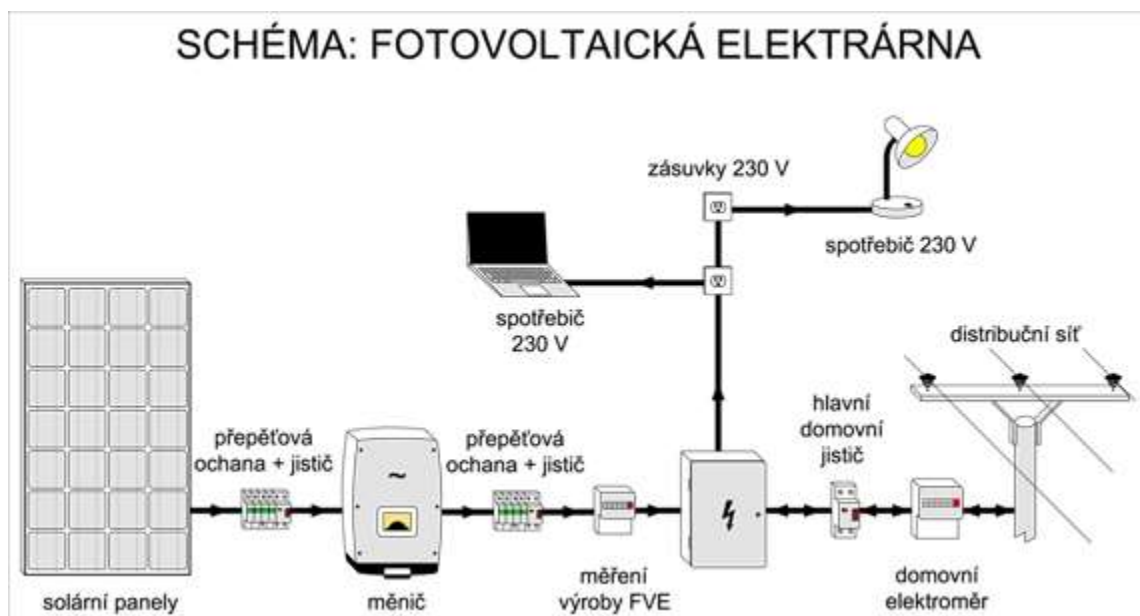 SCHÉMA: FOTOVOLTAICKÁ ELEKTRÁRNA
zásuvky 230 V
spotřebič 230 V
spotřebič
230 V
distribuční síť
hlavní
domovní
jistič
přepěťová
ochana + jistič
přepěťová
ochana + jistič
~
solární panely
měnič
měření
výroby FVE
domovní
elektroměr